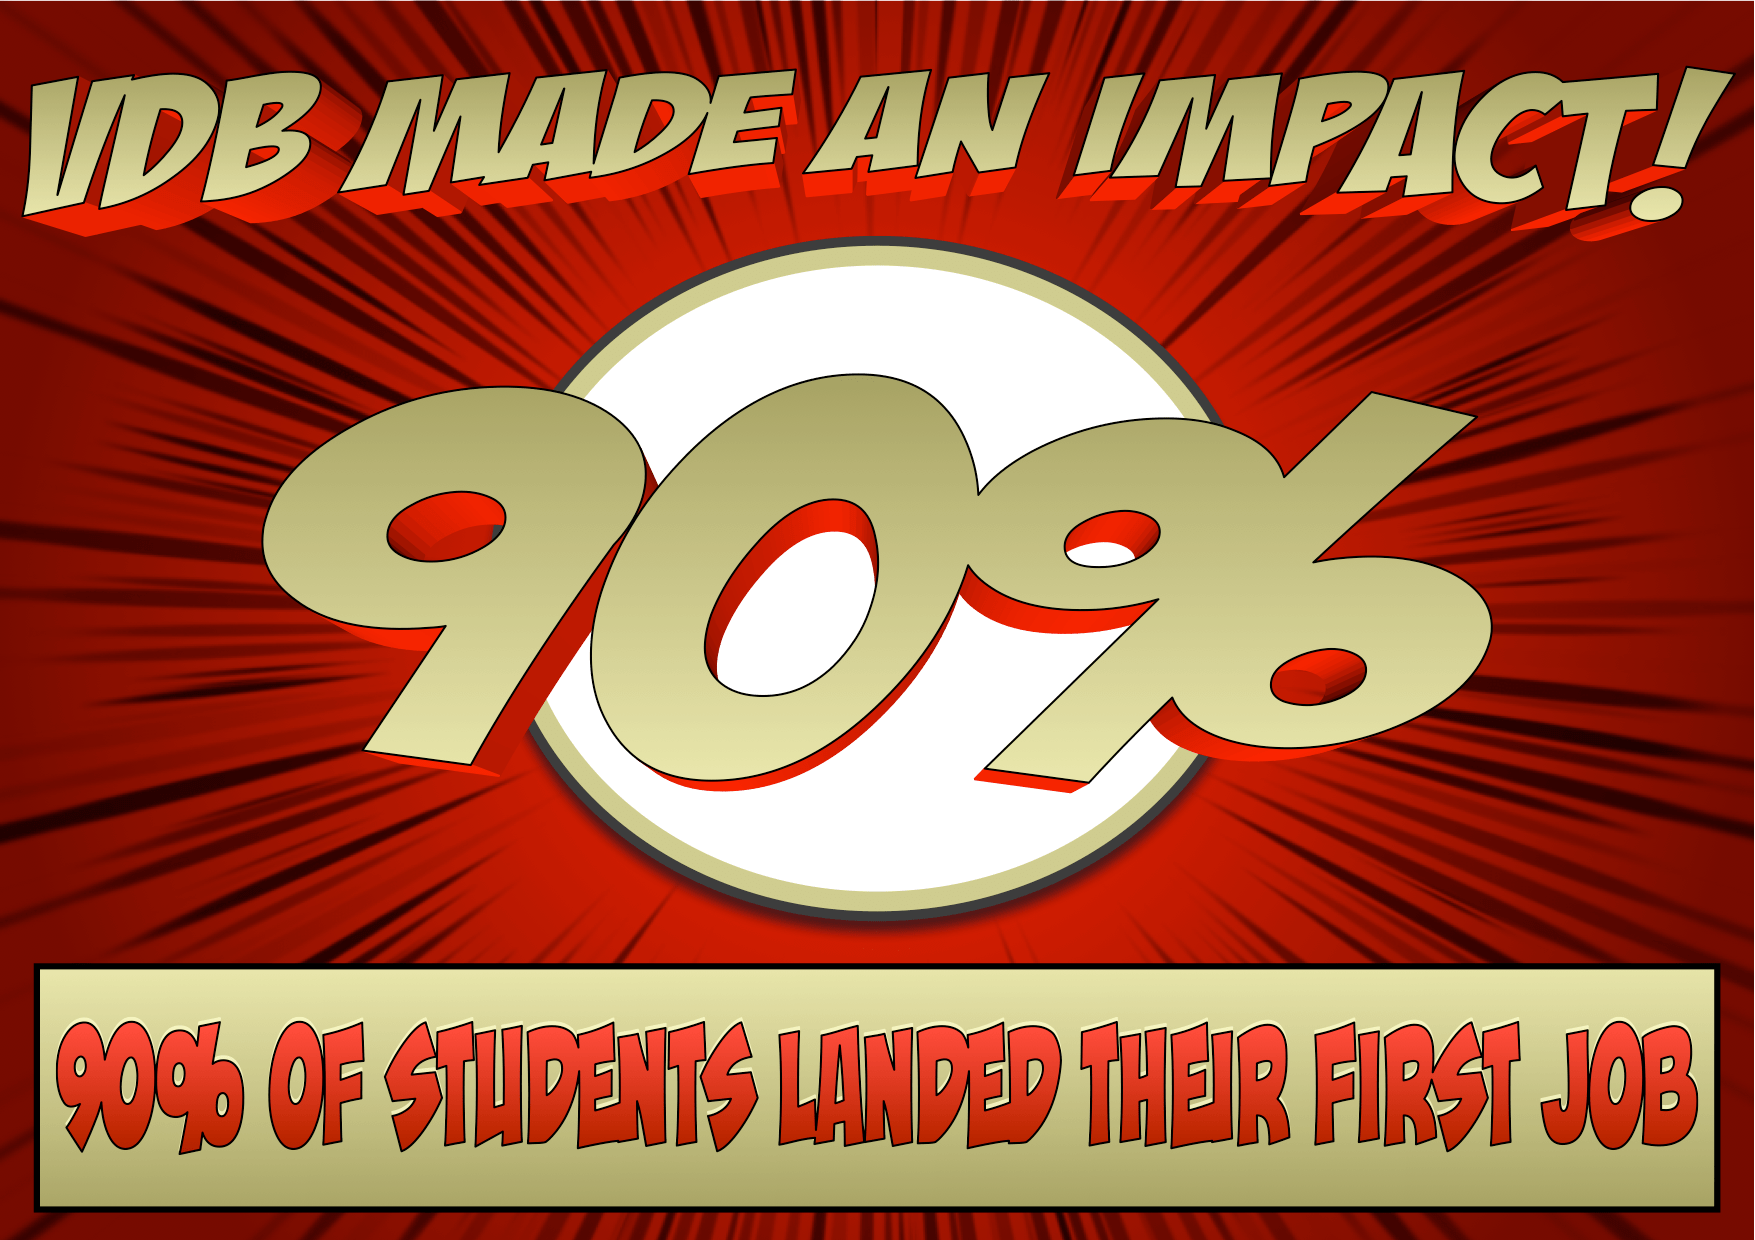 VDB MADE AN IMPACT!
90%
90% OF STUDENTS LANDED THEIR FIRST JOB